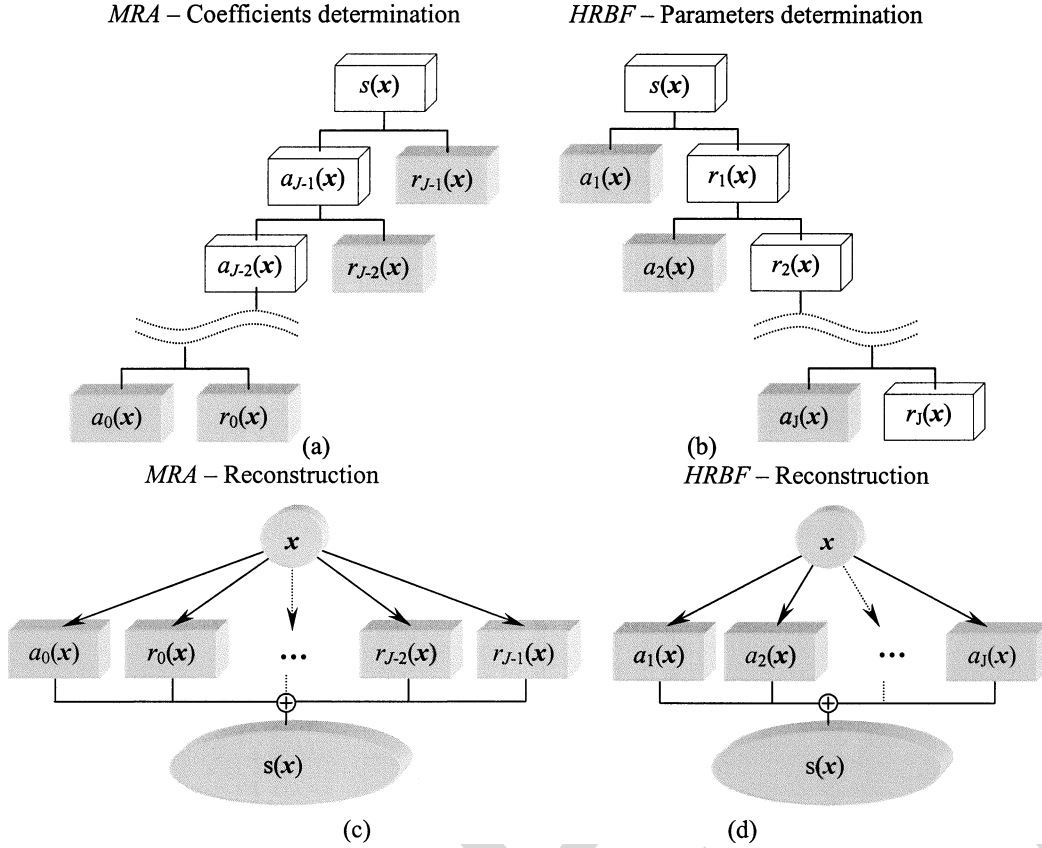 MRA – Coefficients determination
HRBF – Parameters determination
s(x)
s(x)
a_{J-1}(x) r_{J-1}(x)
a_1(x) r_1(x)
a_{J-2}(x) r_{J-2}(x)
a_2(x) r_2(x)
a_0(x) r_0(x)
a_J(x) r_J(x)
(a)
(b)
MRA – Reconstruction
HRBF – Reconstruction
x
x
a_0(x) r_0(x) ... r_{J-2}(x) r_{J-1}(x)
a_1(x) a_2(x) ... a_J(x)
+
+
s(x)
s(x)
(c)
(d)